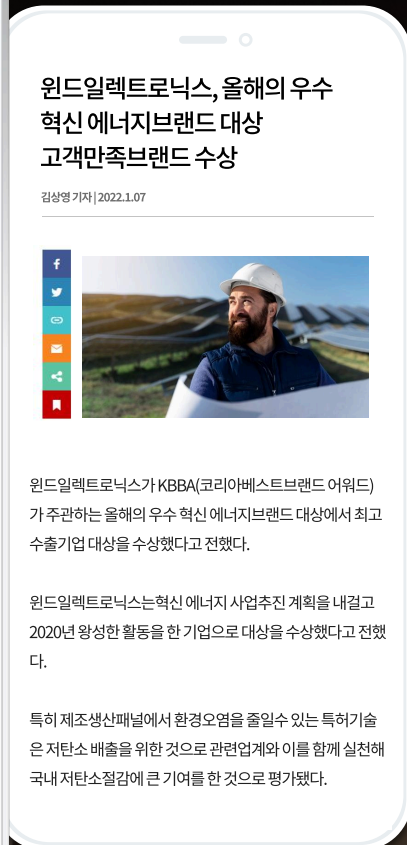 윈드일렉트로닉스, 올해의 우수
혁신 에너지브랜드 대상
고객만족브랜드 수상
김상영 기자 | 2022.1.07
윈드일렉트로닉스가 KBBA(코리아베스트브랜드 어워드)
가 주관하는 올해의 우수 혁신 에너지브랜드 대상에서 최고
수출기업 대상을 수상했다고 전했다.
윈드일렉트로닉스는혁신 에너지 사업추진 계획을 내걸고
2020년 왕성한 활동을 한 기업으로 대상을 수상했다고 전했
다.
특히 제조생산패널에서 환경오염을 줄일수 있는 특허기술
은 저탄소 배출을 위한 것으로 관련업계와 이를 함께 실천해
국내 저탄소절감에 큰 기여를 한 것으로 평가됐다.